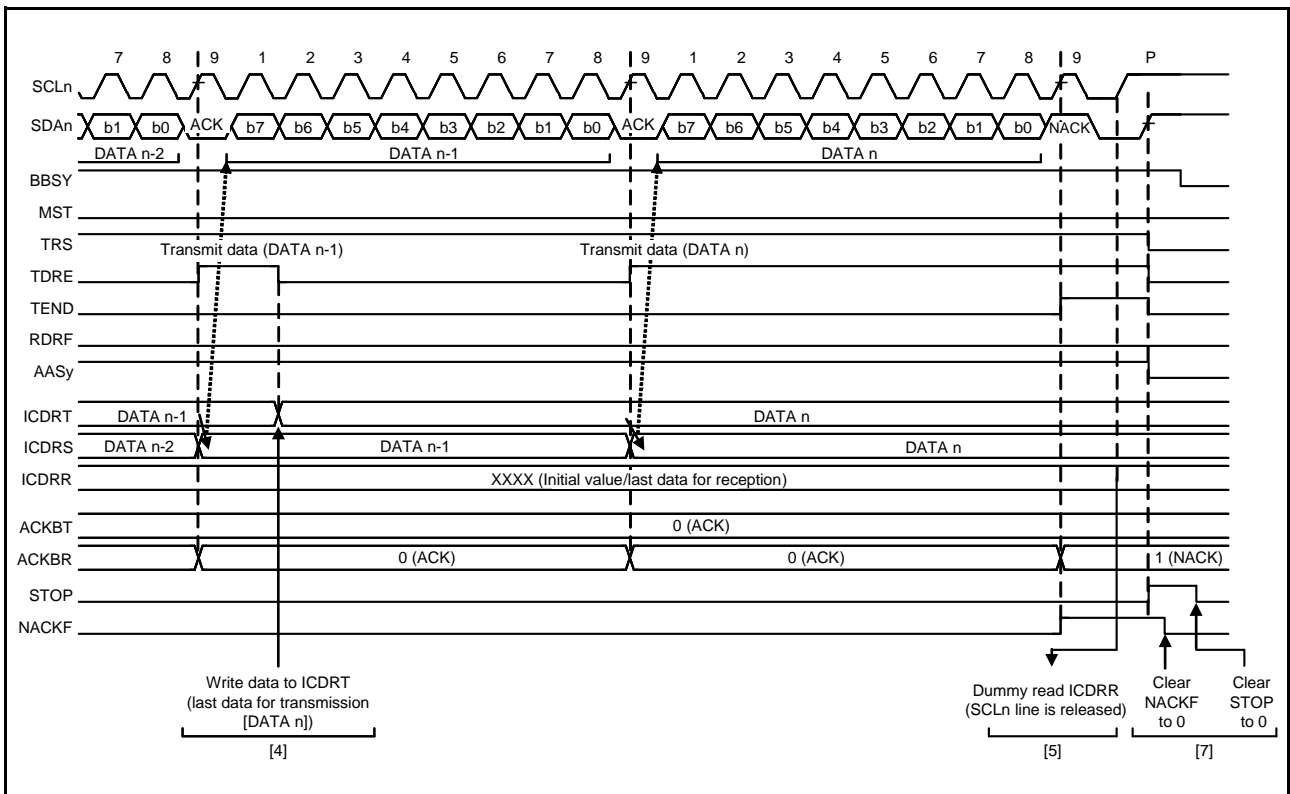 7 8 9 1 2 3 4 5 6 7 8 9 1 2 3 4 5 6 7 8 9 P
SCLn
SDAn b1 b0 ACK b7 b6 b5 b4 b3 b2 b1 b0 ACK b7 b6 b5 b4 b3 b2 b1 b0 NACK
DATA n-2 DATA n-1 DATA n
BBSY
MST
TRS
Transmit data (DATA n-1) Transmit data (DATA n)
TDRE
TEND
RDRF
AASy
ICDRT DATA n-1 DATA n
ICDRS DATA n-2 DATA n-1 DATA n
ICDRR XXXX (Initial value/last data for reception)
ACKBT 0 (ACK)
ACKBR 0 (ACK) 0 (ACK) 1 (NACK)
STOP
NACKF
Write data to ICDRT
(last data for transmission
[DATA n])
[4]
Dummy read ICDRR
(SCLn line is released)
[5]
Clear
NACKF
to 0
Clear
STOP
to 0
[7]